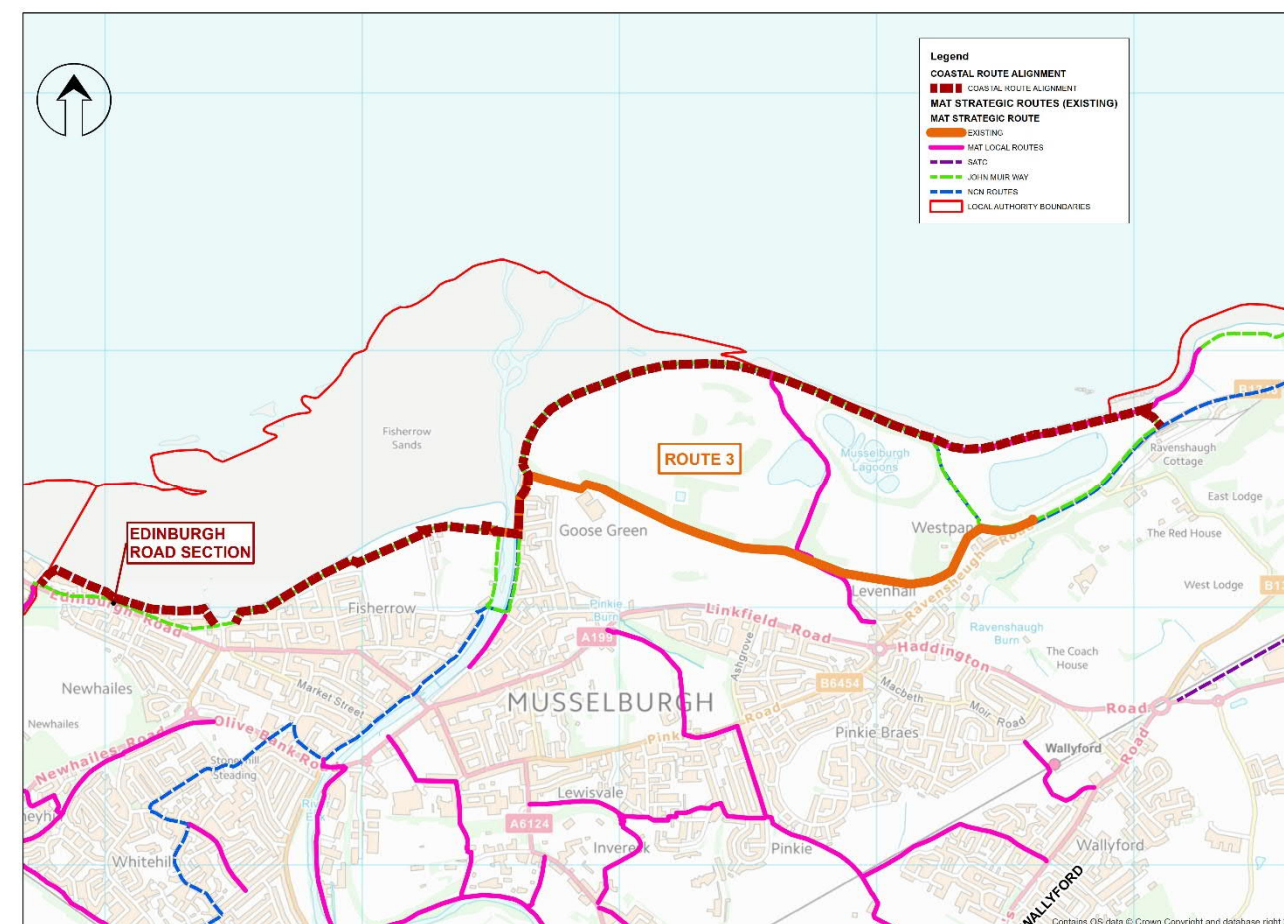 Legend
COASTAL ROUTE ALIGNMENT
COASTAL ROUTE ALIGNMENT
MAT STRATEGIC ROUTES (EXISTING)
MAT STRATEGIC ROUTE
EXISTING
MAT LOCAL ROUTES
SATC
JOHN MUIR WAY
NCN ROUTES
LOCAL AUTHORITY BOUNDARIES
Fisherrow
Sands
ROUTE 3
Musselburgh
Lagoons
Ravenshaugh
Cottage
East Lodge
The Red House
West Lodge
EDINBURGH
ROAD SECTION
Goose Green
Westpan
Ravensheugh Road
Levenhall
Edinburgh Road
Fisherrow
Pinkie
Burn
Linkfield Road
A199
Ashgrove
Ravenshaugh
Burn
Haddington
Road
The Coach
House
B6454
Macbeth
Moir Road
Newhailes
Newhailes
Market Street
MUSSELBURGH
Pinkie Braes
Wallyford
Road
Newhailes Road
Olive Bank
Stoneyhill
Steading
Pink
Road
Lewisvale
A6124
Inveresk
Pinkie
Whitehill
Wallyford
WALLYFORD
Contains OS data © Crown Copyright and database right